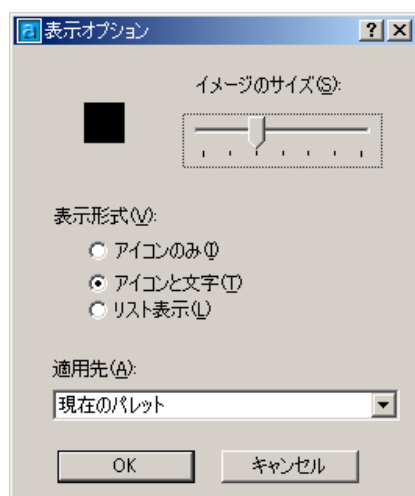 表示オプション
イメージのサイズ(S):
表示形式(V):
アイコンのみ(I)
アイコンと文字(T)
リスト表示(L)
適用先(A):
現在のパレット
OK
キャンセル